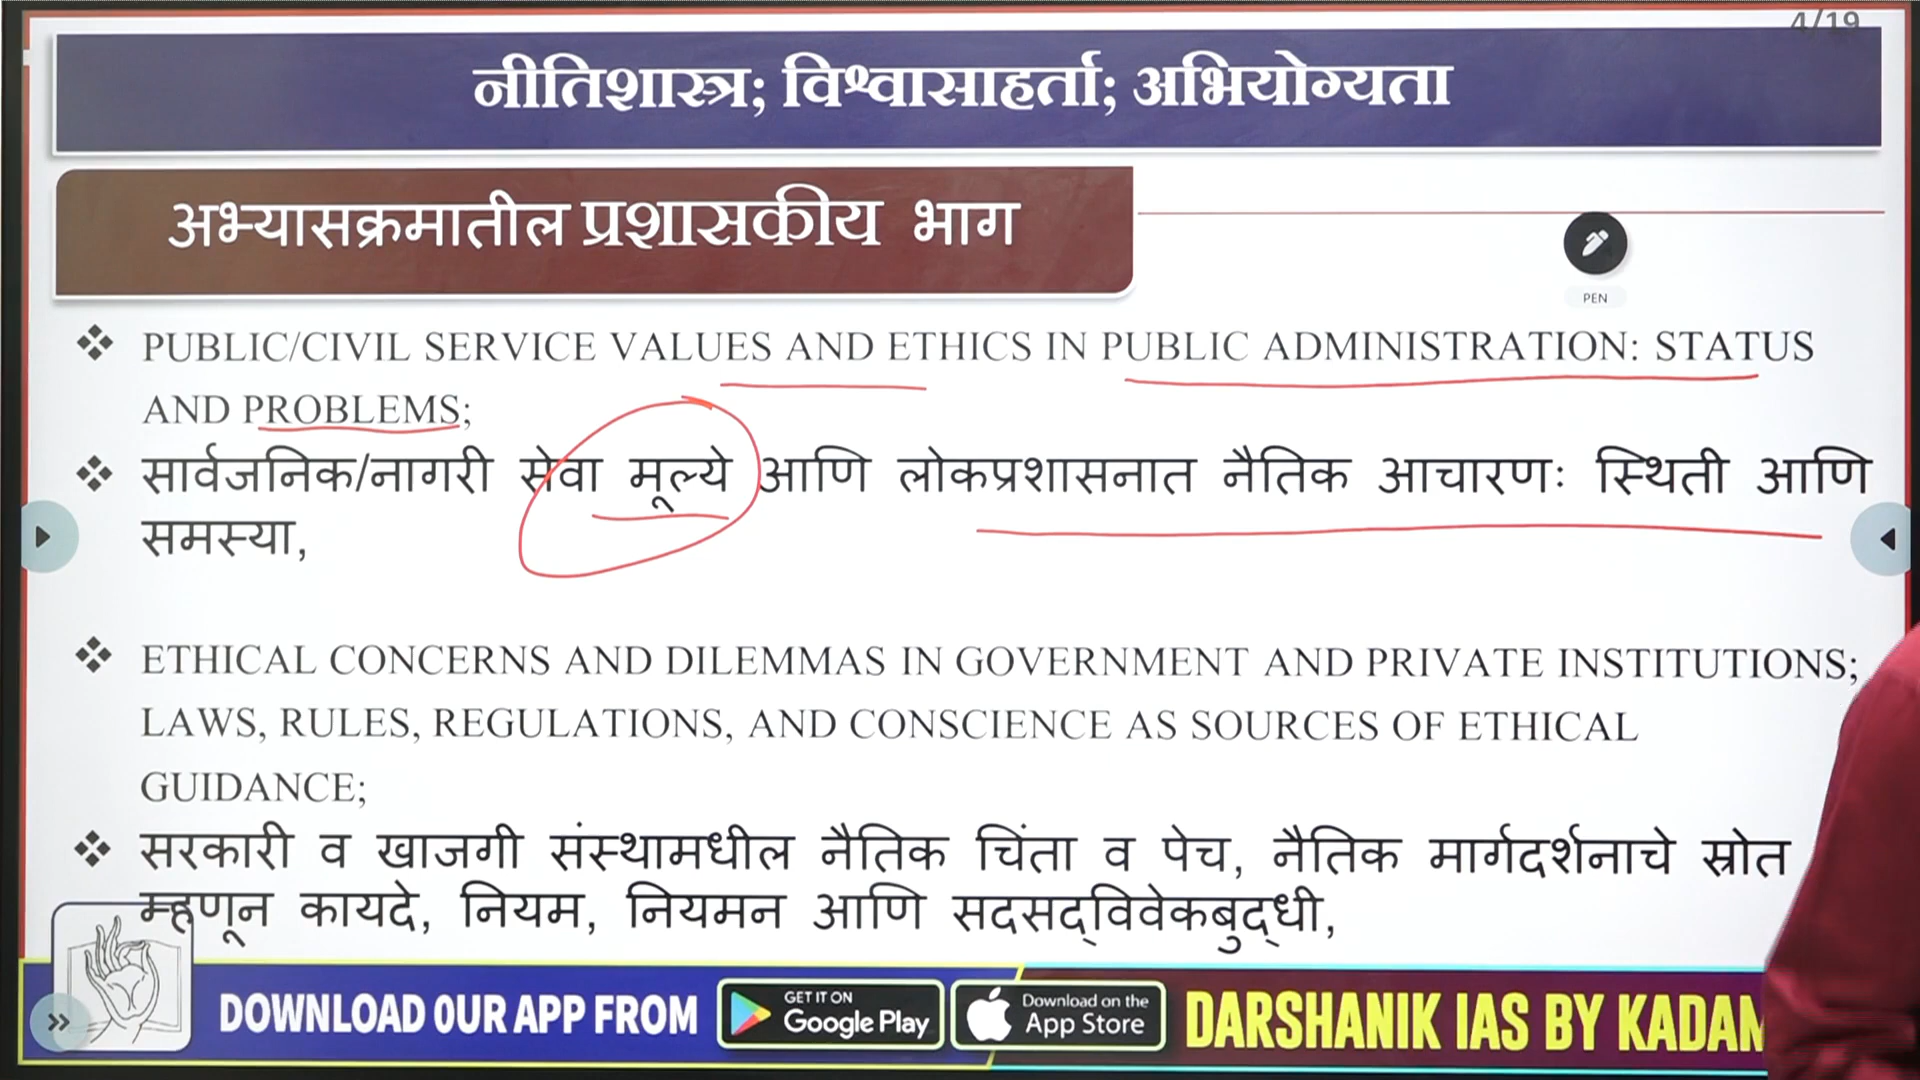 4/19
नीतिशास्त्र; विश्वासाहर्ता; अभियोग्यता
अभ्यासक्रमातील प्रशासकीय भाग
PEN
❖ PUBLIC/CIVIL SERVICE VALUES AND ETHICS IN PUBLIC ADMINISTRATION: STATUS
AND PROBLEMS;
❖ सार्वजनिक/नागरी सेवा मूल्ये आणि लोकप्रशासनात नैतिक आचारणः स्थिती आणि
समस्या,
❖ ETHICAL CONCERNS AND DILEMMAS IN GOVERNMENT AND PRIVATE INSTITUTIONS;
LAWS, RULES, REGULATIONS, AND CONSCIENCE AS SOURCES OF ETHICAL
GUIDANCE;
❖ सरकारी व खाजगी संस्थामधील नैतिक चिंता व पेच, नैतिक मार्गदर्शनाचे स्रोत
म्हणून कायदे, नियम, नियमन आणि सदसद्‌विवेकबुद्‌धी,
DOWNLOAD OUR APP FROM
GET IT ON
Google Play
Download on the
App Store
DARSHANIK IAS BY KADAM